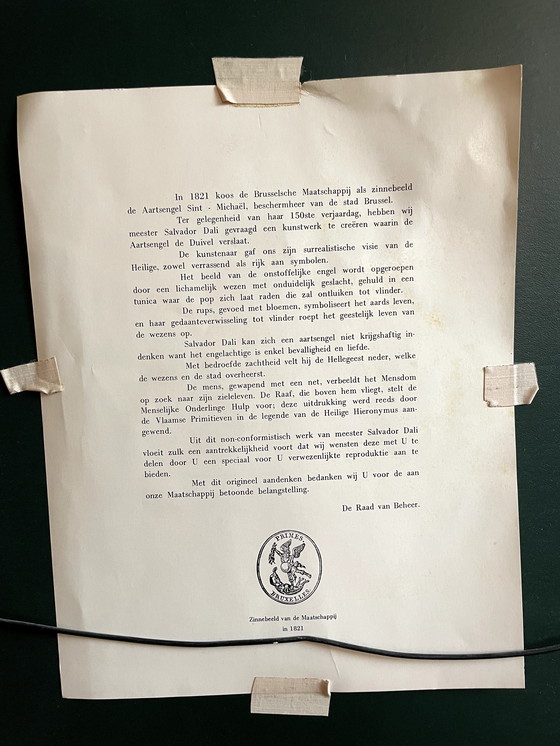 In 1821 koos de Brusselsche Maatschappij als zinnebeeld
de Aartsengel Sint - Michaël, beschermheer van de stad Brussel.
Ter gelegenheid van haar 150ste verjaardag, hebben wij
meester Salvador Dali gevraagd een kunstwerk te creëren waarin de
Aartsengel de Duivel verslaat.
De kunstenaar gaf ons zijn surrealistische visie van de
Heilige, zowel verrassend als rijk aan symbolen.
Het beeld van de onstoffelijke engel wordt opgeroepen
door een lichamelijk wezen met onduidelijk geslacht, gehuld in een
tunica waar de pop zich laat raden die zal ontluiken tot vlinder.
De rups, gevoed met bloemen, symboliseert het aards leven,
en haar gedaanteverwisseling tot vlinder roept het geestelijk leven van
de wezens op.
Salvador Dali kan zich een aartsengel niet krijgshaftig in-
denken want het engelachtige is enkel bevalligheid en liefde.
Met bedroefde zachtheid velt hij de Hellegeest neder, welke
de wezens en de stad overheerst.
De mens, gewapend met een net, verbeeldt het Mensdom
op zoek naar zijn zieleleven. De Raaf, die boven hem vliegt, stelt de
Menselijke Onderlinge Hulp voor; deze uitdrukking werd reeds door
de Vlaamse Primitieven in de legende van de Heilige Hieronymus aan-
gewend.
Uit dit non-conformistisch werk van meester Salvador Dali
vloeit zulk een aantrekkelijkheid voort dat wij wensten deze met U te
delen door U een speciaal voor U verwezenlijkte reproduktie aan te
bieden.
Met dit origineel aandenken bedanken wij U voor de aan
onze Maatschappij betoonde belangstelling.
De Raad van Beheer.
PRIMES.
BRUXELLES
Zinnebeeld van de Maatschappij
in 1821